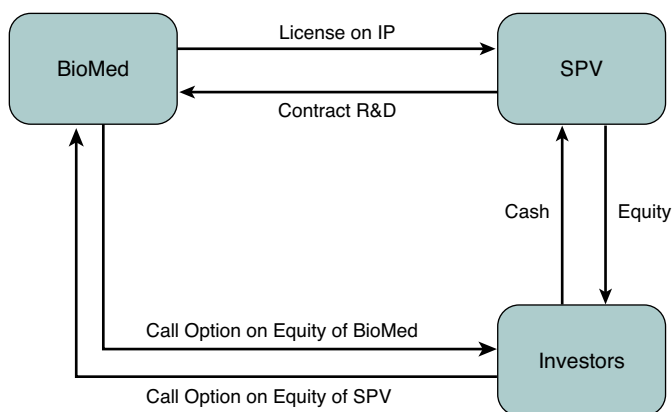 License on IP
BioMed
SPV
Contract R&D
Cash
Equity
Call Option on Equity of BioMed
Investors
Call Option on Equity of SPV